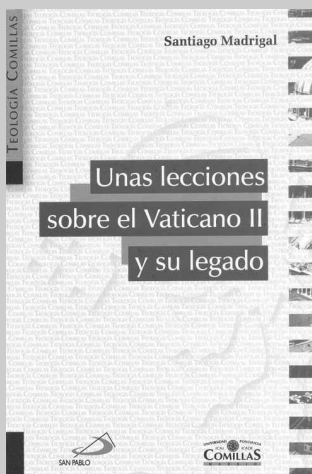 Santiago Madrigal
TEOLOGÍA COMILLAS
Unas lecciones
sobre el Vaticano II
y su legado
SAN PABLO
UNIVERSIDAD PONTIFICIA
COMILLAS